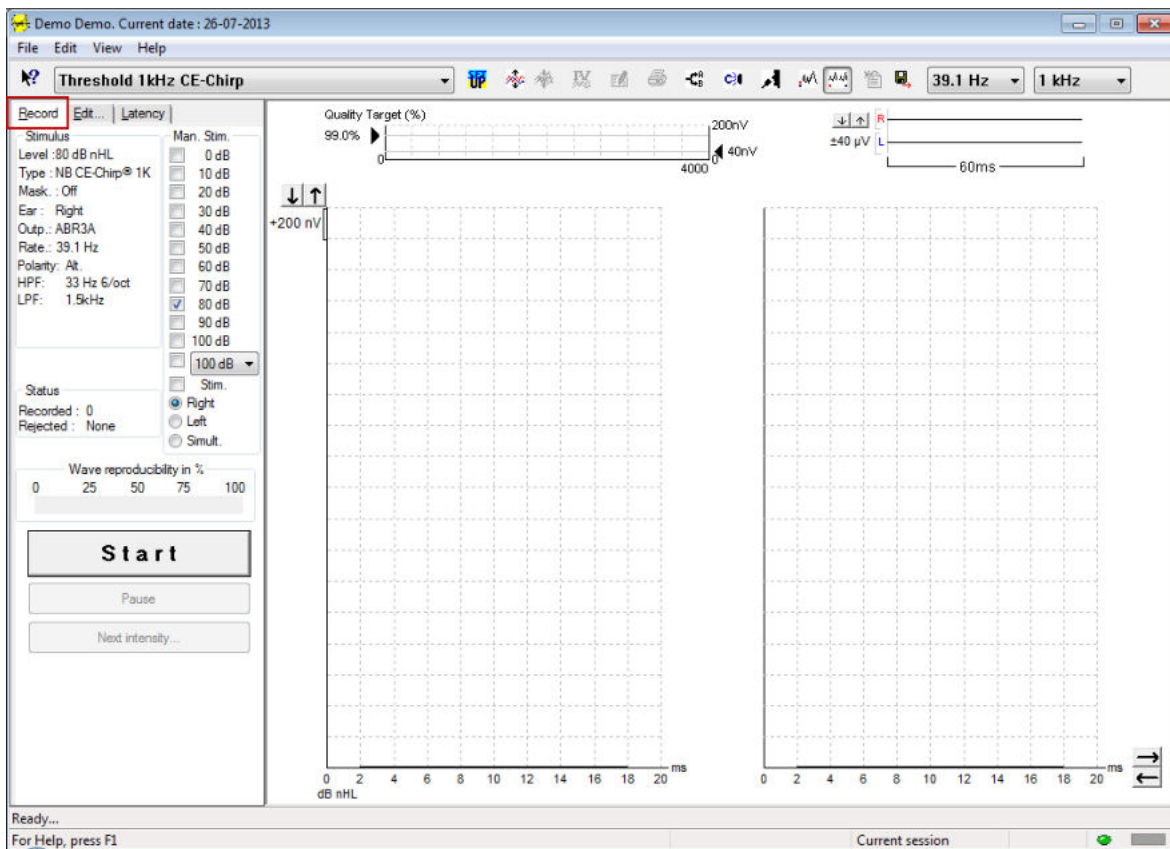 Demo Demo. Current date : 26-07-2013
File Edit View Help
Threshold 1kHz CE-Chirp
UP
39.1 Hz
1 kHz
Record Edit... Latency
Stimulus
Level :80 dB nHL
Type : NB CE-Chirp® 1K
Mask. : Off
Ear : Right
Outp.: ABR3A
Rate.: 39.1 Hz
Polarity: Alt.
HPF: 33 Hz 6/oct
LPF: 1.5kHz
Man. Stim.
0 dB
10 dB
20 dB
30 dB
40 dB
50 dB
60 dB
70 dB
80 dB
90 dB
100 dB
100 dB
Stim.
Right
Left
Simult.
Status
Recorded : 0
Rejected : None
Wave reproducibility in %
0 25 50 75 100
Start
Pause
Next intensity...
Quality Target (%)
99.0%
0
4000
200nV
40nV
0
R
±40 µV L
60ms
+200 nV
0 2 4 6 8 10 12 14 16 18 20 ms
dB nHL
0 2 4 6 8 10 12 14 16 18 20 ms
Ready...
For Help, press F1
Current session